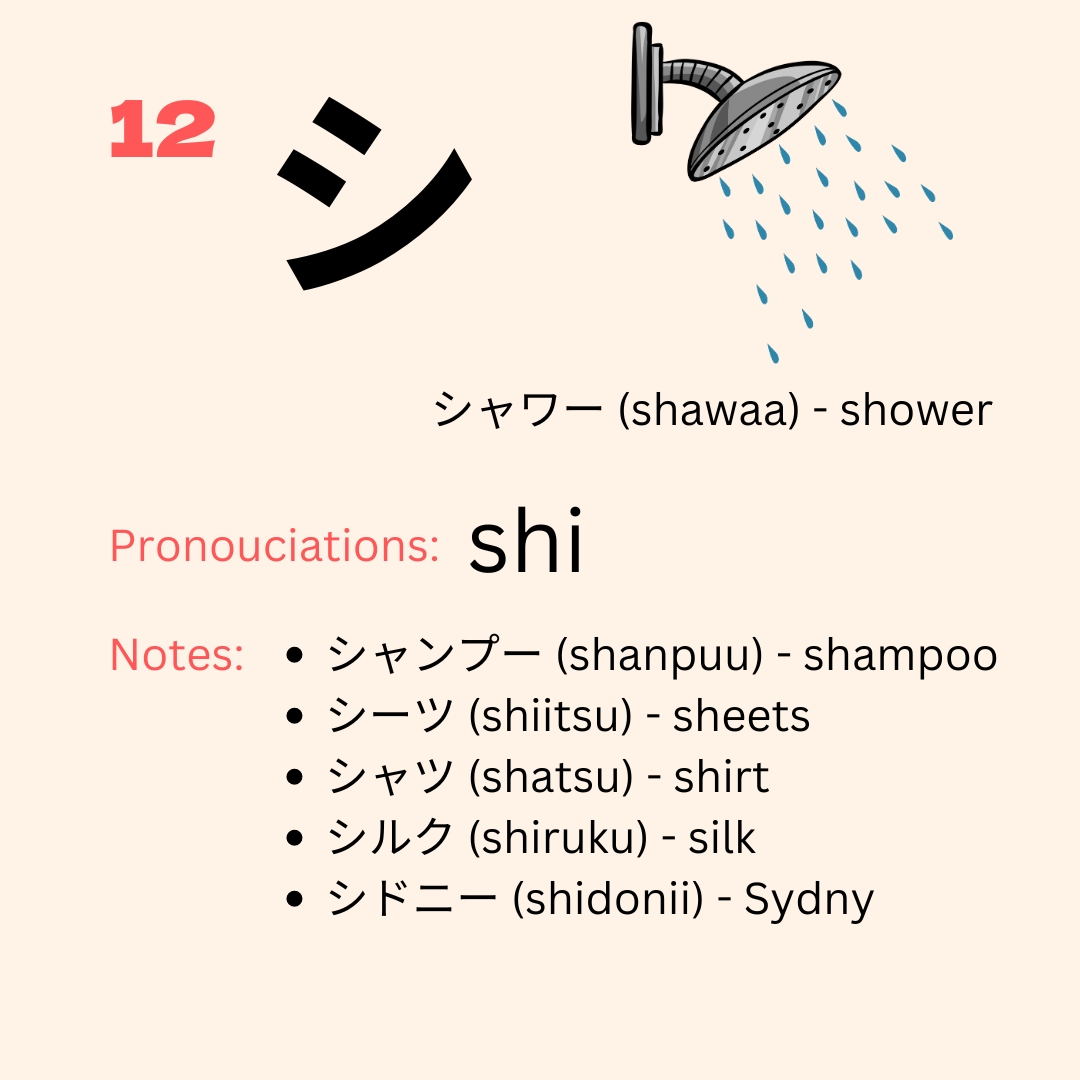 12
シ
シャワー (shawaa) - shower
Pronouciations: shi
Notes:
• シャンプー (shanpuu) - shampoo
• シーツ (shiitsu) - sheets
• シャツ (shatsu) - shirt
• シルク (shiruku) - silk
• シドニー (shidonii) - Sydny